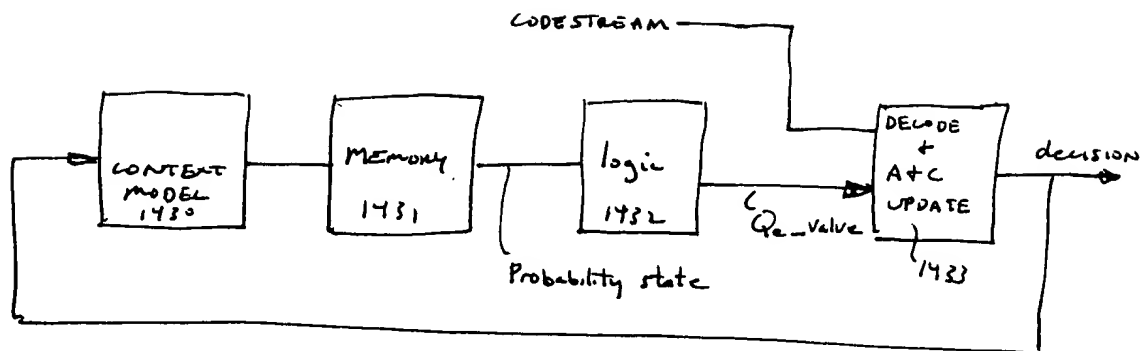 CODESTREAM
CONTEXT
MODEL
1430
MEMORY
1431
logic
1432
DECODE
+
A+C
UPDATE
1433
decision
Qe_value
Probability state